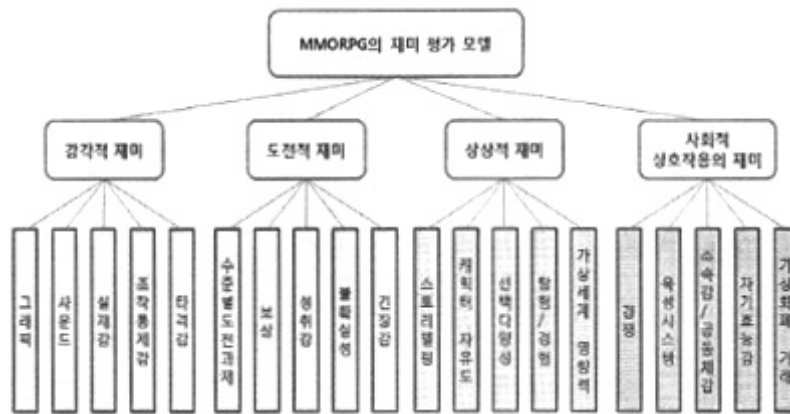 MMORPG의 재미 평가 모델
감각적 재미
도전적 재미
상상적 재미
사회적
상호작용의 재미
그래픽
사운드
실재감
조작통제감
타격감
수준별도전과제
보상
성취감
불확실성
긴장감
스토리텔링
캐릭터 자유도
선택다양성
탐험/경험
가상세계 영향력
경쟁
육성시스템
소속감/공동체감
자기효능감
가상화폐 거래